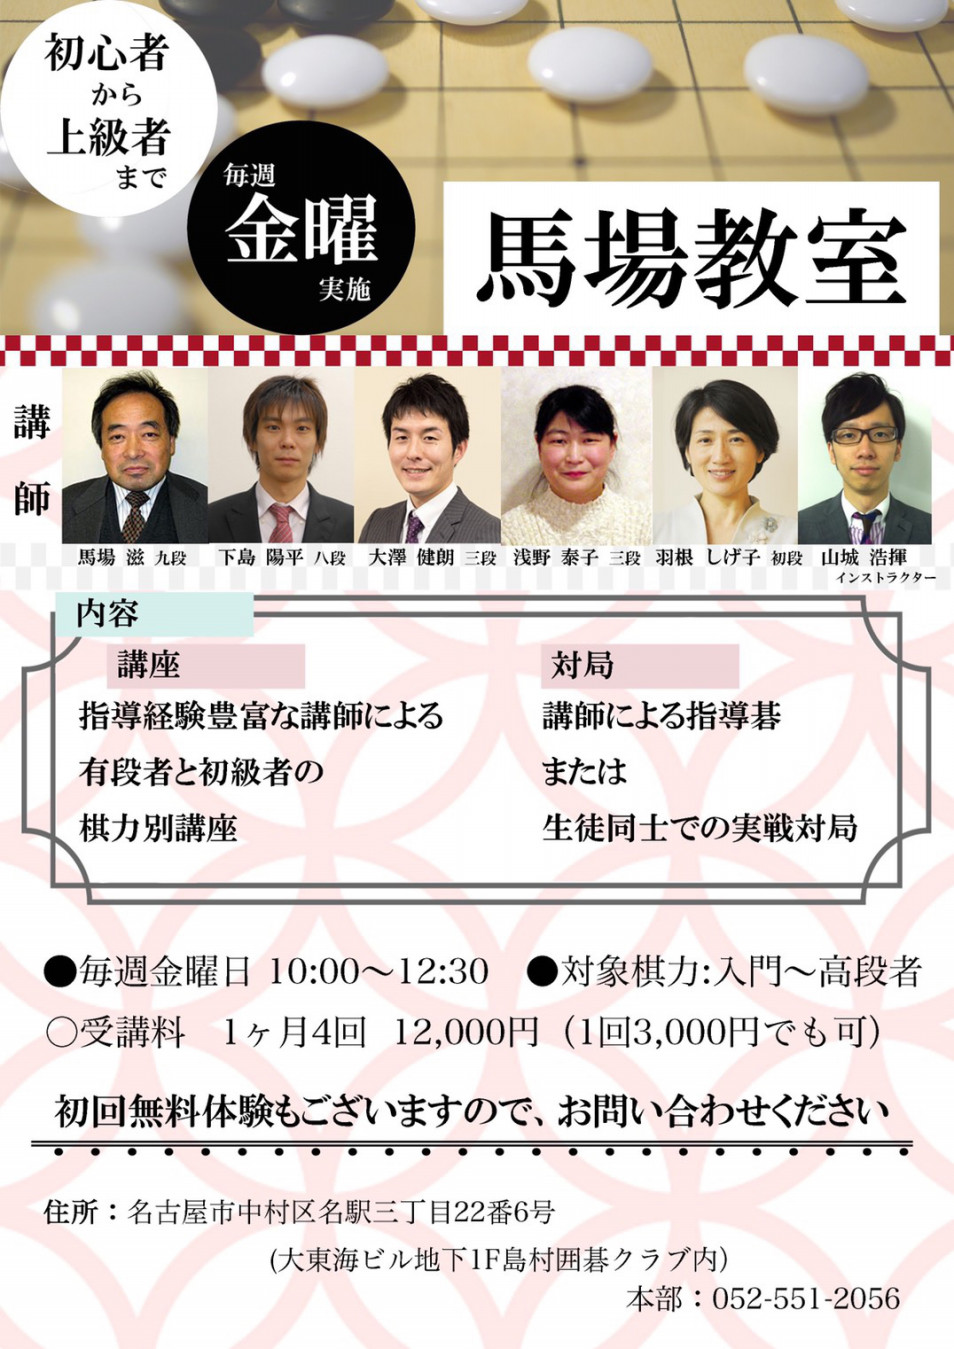 初心者
から
上級者
まで
毎週
金曜
実施
馬場教室
講師
馬場 滋 九段 下島 陽平 八段 大澤 健朗 三段 浅野 泰子 三段 羽根 しげ子 初段 山城 浩揮
インストラクター
内容
講座
指導経験豊富な講師による
有段者と初級者の
棋力別講座
対局
講師による指導碁
または
生徒同士での実戦対局
●毎週金曜日 10:00～12:30 ●対象棋力:入門～高段者
○受講料 1ヶ月4回 12,000円（1回3,000円でも可）
初回無料体験もございますので、お問い合わせください
住所：名古屋市中村区名駅三丁目22番6号
(大東海ビル地下1F島村囲碁クラブ内）
本部：052-551-2056